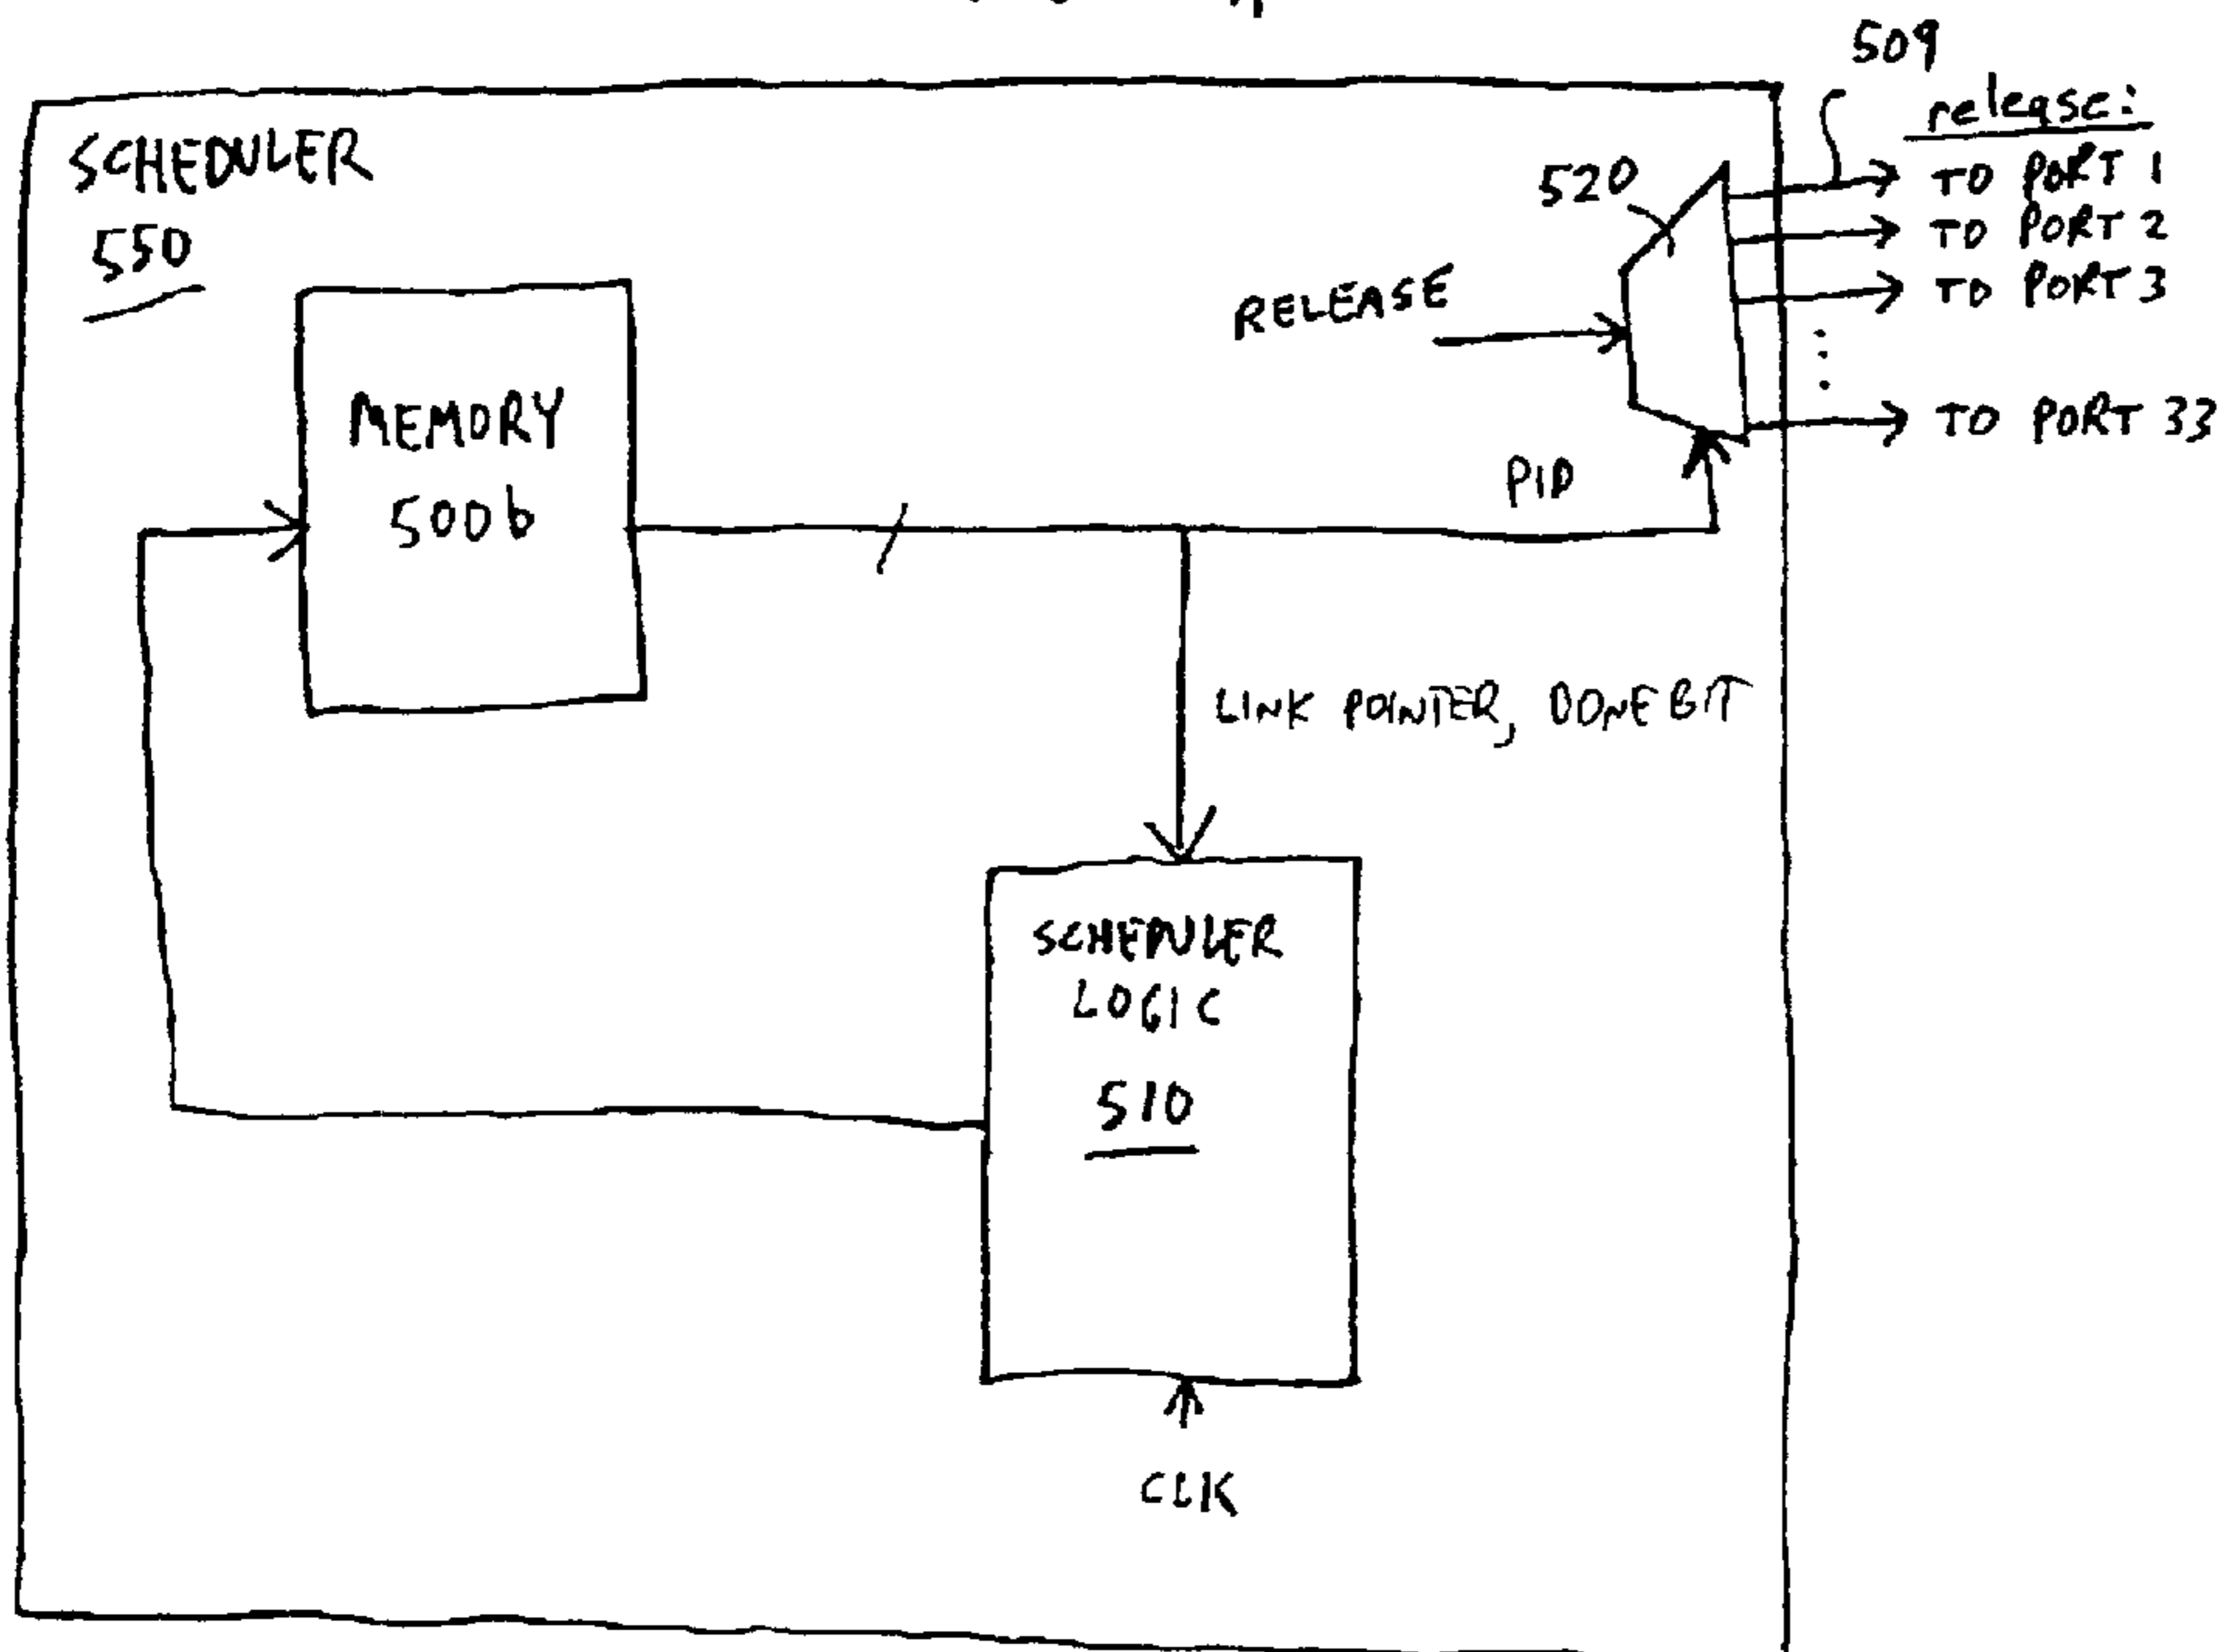 509
release:
SCHEDULER
550
520
TO PORT 1
TO PORT 2
TO PORT 3
RELEASE
TO PORT 33
MEMORY
500b
PID
LINK POINTER, DONE BIT
SCHEDULER
LOGIC
510
CLK